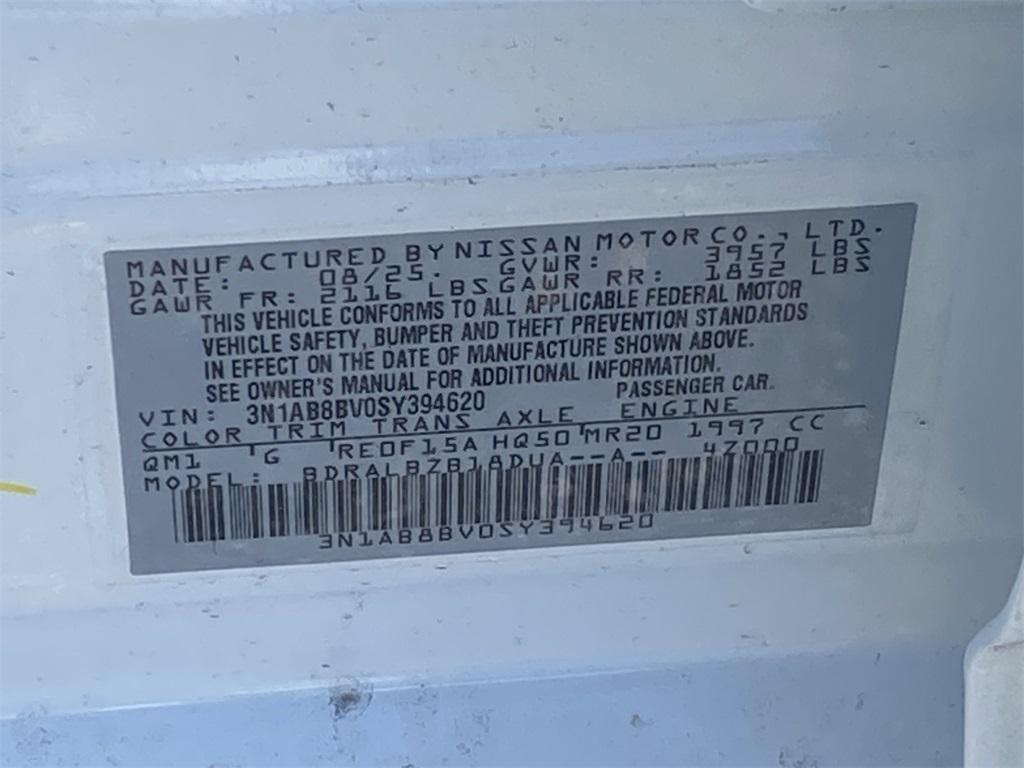 MANUFACTURED BY NISSAN MOTOR CO., LTD.
DATE: 08/25. GVWR: 3957 LBS
GAWR FR: 2116 LBS GAWR RR: 1852 LBS
THIS VEHICLE CONFORMS TO ALL APPLICABLE FEDERAL MOTOR
VEHICLE SAFETY, BUMPER AND THEFT PREVENTION STANDARDS
IN EFFECT ON THE DATE OF MANUFACTURE SHOWN ABOVE.
SEE OWNER'S MANUAL FOR ADDITIONAL INFORMATION.
VIN: 3N1AB8BV0SY394620 PASSENGER CAR.
COLOR TRIM TRANS AXLE ENGINE
QM1 G RE0F15A HQ50 MR20 1997 CC
MODEL: BDRALBZB18DUA--A-- 4Z000
3N1AB8BV0SY394620